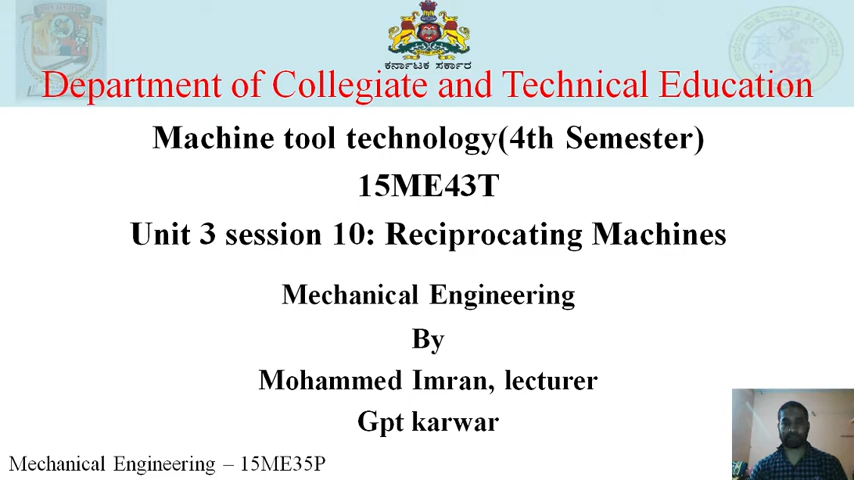 ಕರ್ನಾಟಕ ಸರ್ಕಾರ
Department of Collegiate and Technical Education
Machine tool technology(4th Semester)
15ME43T
Unit 3 session 10: Reciprocating Machines
Mechanical Engineering
By
Mohammed Imran, lecturer
Gpt karwar
Mechanical Engineering – 15ME35P